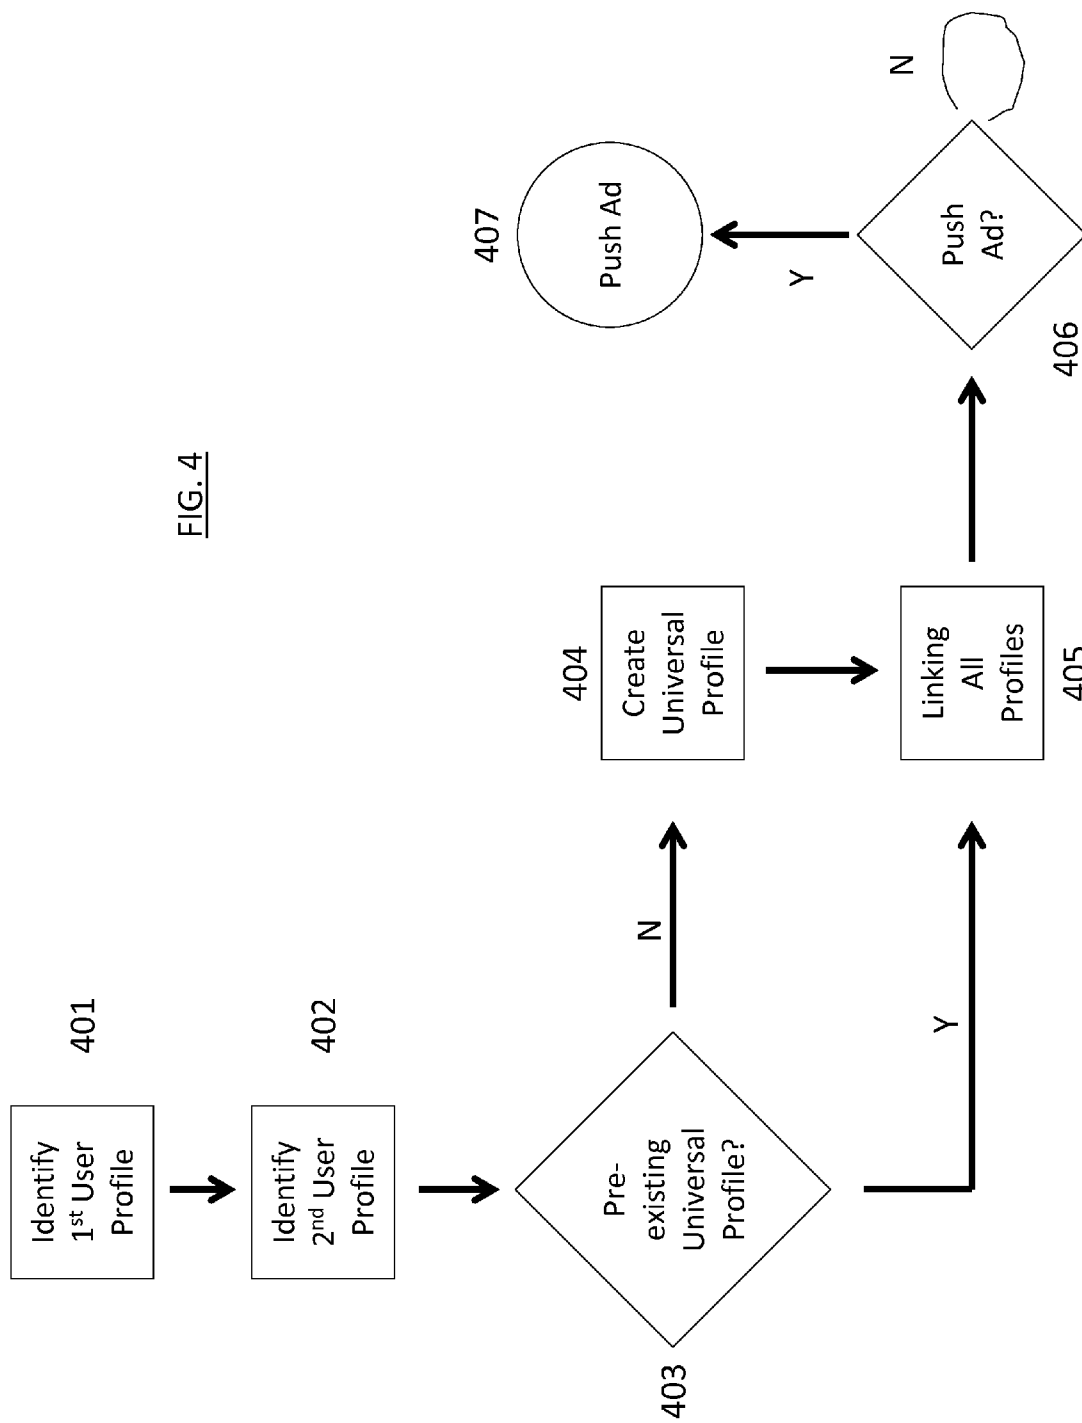 FIG. 4
401
Identify
1st User
Profile
402
Identify
2nd User
Profile
403
Pre-
existing
Universal
Profile?
N
Y
404
Create
Universal
Profile
405
Linking
All
Profiles
406
Push
Ad?
N
Y
407
Push Ad